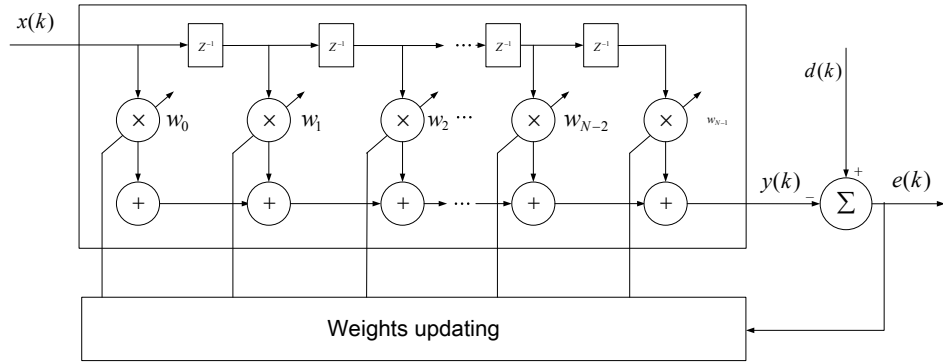 x(k)
Z⁻¹ Z⁻¹ ... Z⁻¹ Z⁻¹
d(k)
× w₀ × w₁ × w₂ ... × w_{N−2} × w_{N−1}
+ + + ... + + y(k) − + Σ e(k)
Weights updating